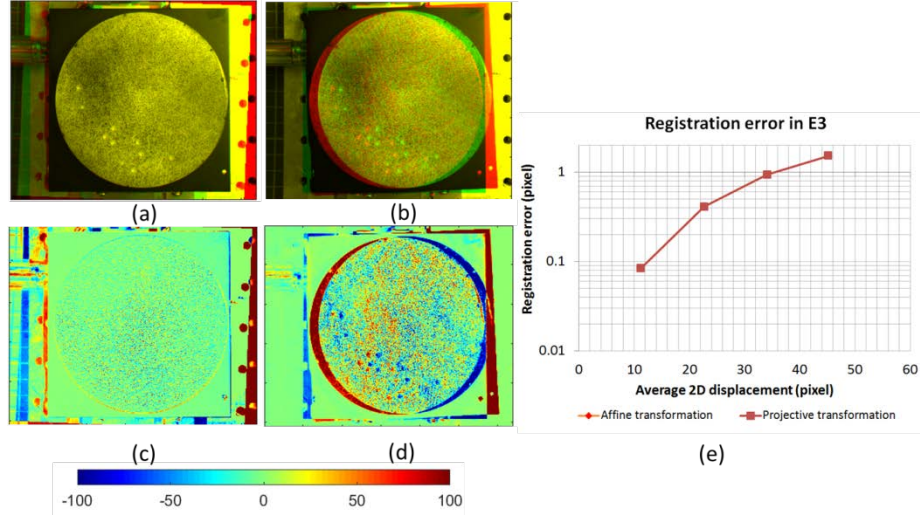 (a)
(b)
(c)
(d)
-100 -50 0 50 100
Registration error in E3
Registration error (pixel)
1
0.1
0.01
0 10 20 30 40 50 60
Average 2D displacement (pixel)
Affine transformation Projective transformation
(e)